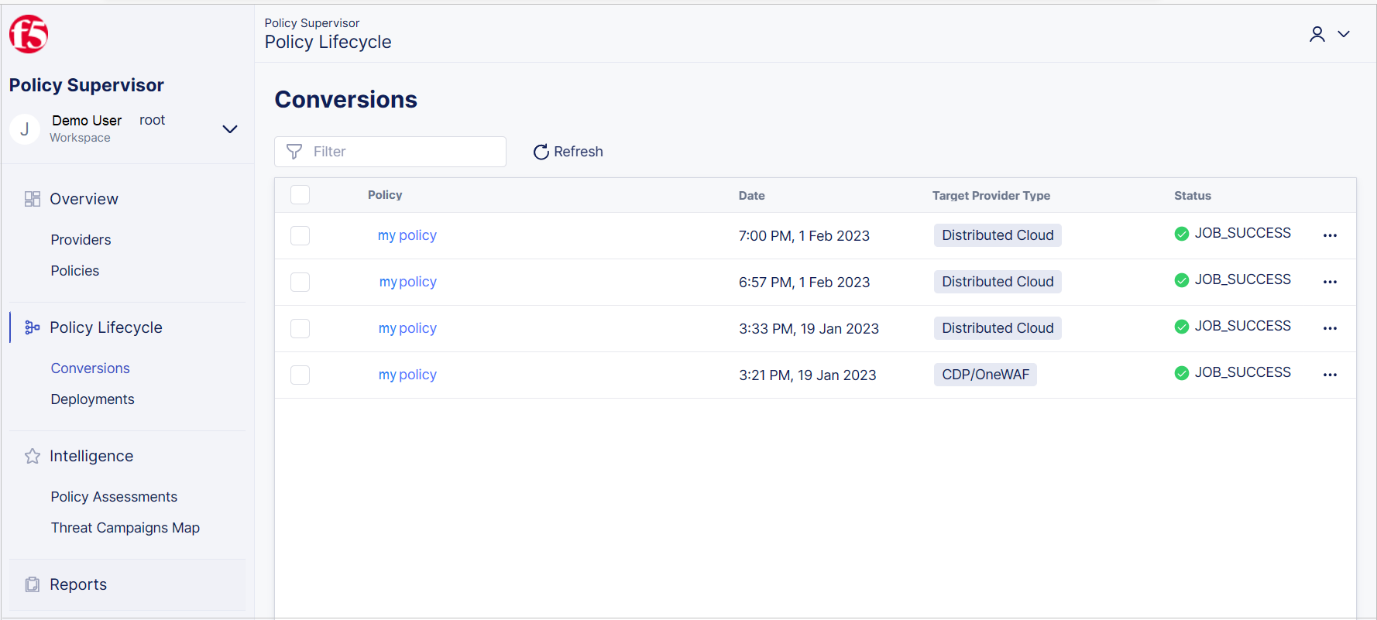 f5
Policy Supervisor
J
Demo User root
Workspace
Overview
Providers
Policies
Policy Lifecycle
Conversions
Deployments
Intelligence
Policy Assessments
Threat Campaigns Map
Reports
Policy Supervisor
Policy Lifecycle
Conversions
Filter Refresh
Policy Date Target Provider Type Status
my policy 7:00 PM, 1 Feb 2023 Distributed Cloud JOB_SUCCESS ...
my policy 6:57 PM, 1 Feb 2023 Distributed Cloud JOB_SUCCESS ...
my policy 3:33 PM, 19 Jan 2023 Distributed Cloud JOB_SUCCESS ...
my policy 3:21 PM, 19 Jan 2023 CDP/OneWAF JOB_SUCCESS ...